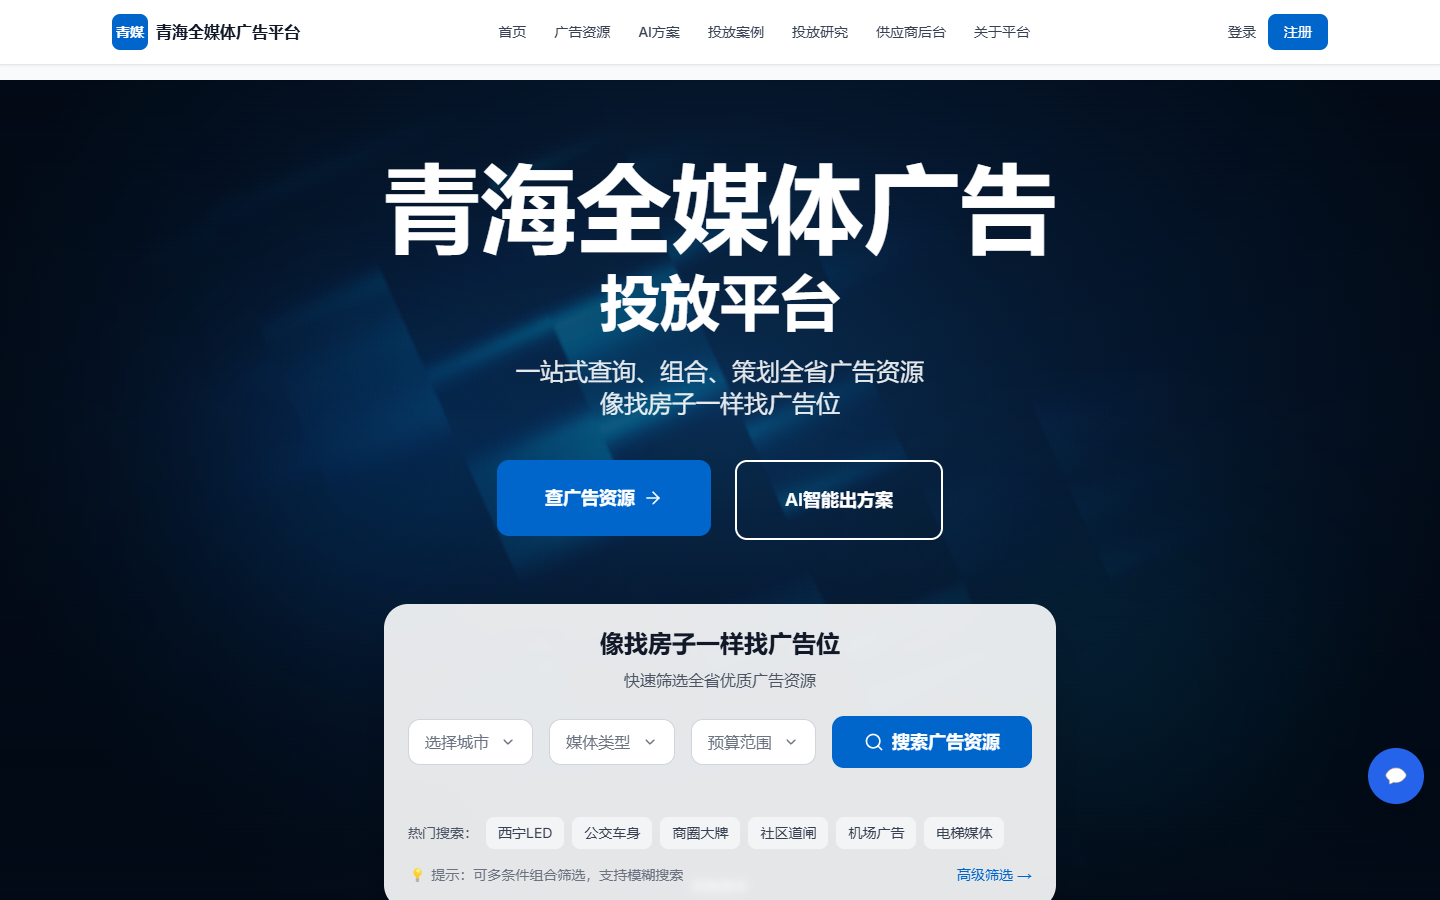 青媒 青海全媒体广告平台 首页 广告资源 AI方案 投放案例 投放研究 供应商后台 关于平台 登录 注册
青海全媒体广告
投放平台
一站式查询、组合、策划全省广告资源
像找房子一样找广告位
查广告资源 → AI智能出方案
像找房子一样找广告位
快速筛选全省优质广告资源
选择城市 媒体类型 预算范围 搜索广告资源
热门搜索： 西宁LED 公交车身 商圈大牌 社区道闸 机场广告 电梯媒体
💡 提示：可多条件组合筛选，支持模糊搜索 高级筛选 →